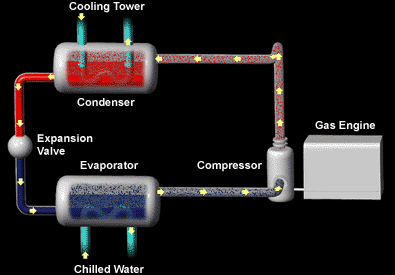 Cooling Tower
Condenser
Gas Engine
Expansion
Valve
Evaporator
Compressor
Chilled Water